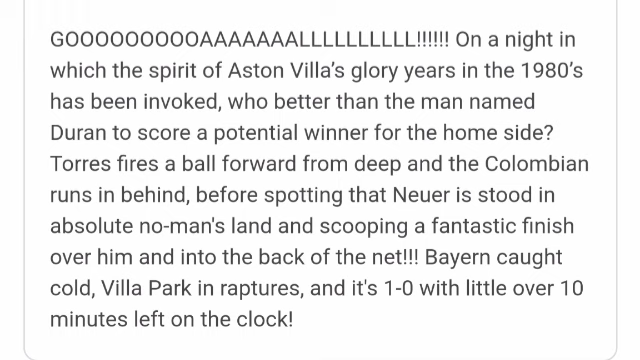 GOOOOOOOOOAAAAAAALLLLLLLLLL!!!!!! On a night in
which the spirit of Aston Villa’s glory years in the 1980’s
has been invoked, who better than the man named
Duran to score a potential winner for the home side?
Torres fires a ball forward from deep and the Colombian
runs in behind, before spotting that Neuer is stood in
absolute no-man's land and scooping a fantastic finish
over him and into the back of the net!!! Bayern caught
cold, Villa Park in raptures, and it's 1-0 with little over 10
minutes left on the clock!